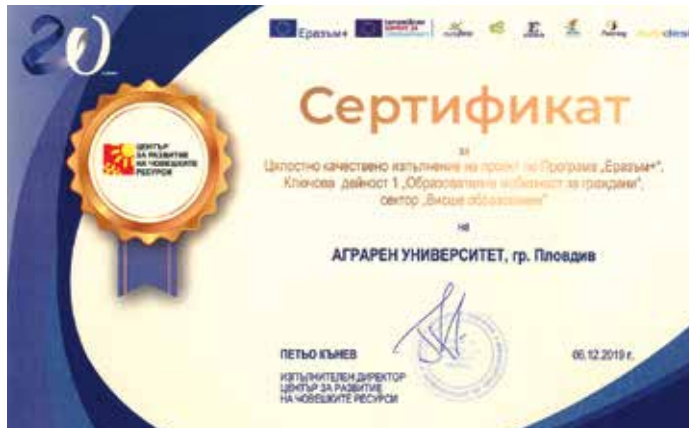 20
Еразъм+
Сертификат
за
Цялостно качествено изпълнение на проект по Програма „Еразъм+“,
Ключова дейност 1 „Образователна мобилност за граждани“,
сектор „Висше образование“
на
АГРАРЕН УНИВЕРСИТЕТ, гр. Пловдив
ЦЕНТЪР
ЗА РАЗВИТИЕ
НА ЧОВЕШКИТЕ
РЕСУРСИ
ПЕТЬО КЪНЕВ
06.12.2019 г.
ИЗПЪЛНИТЕЛЕН ДИРЕКТОР
ЦЕНТЪР ЗА РАЗВИТИЕ
НА ЧОВЕШКИТЕ РЕСУРСИ